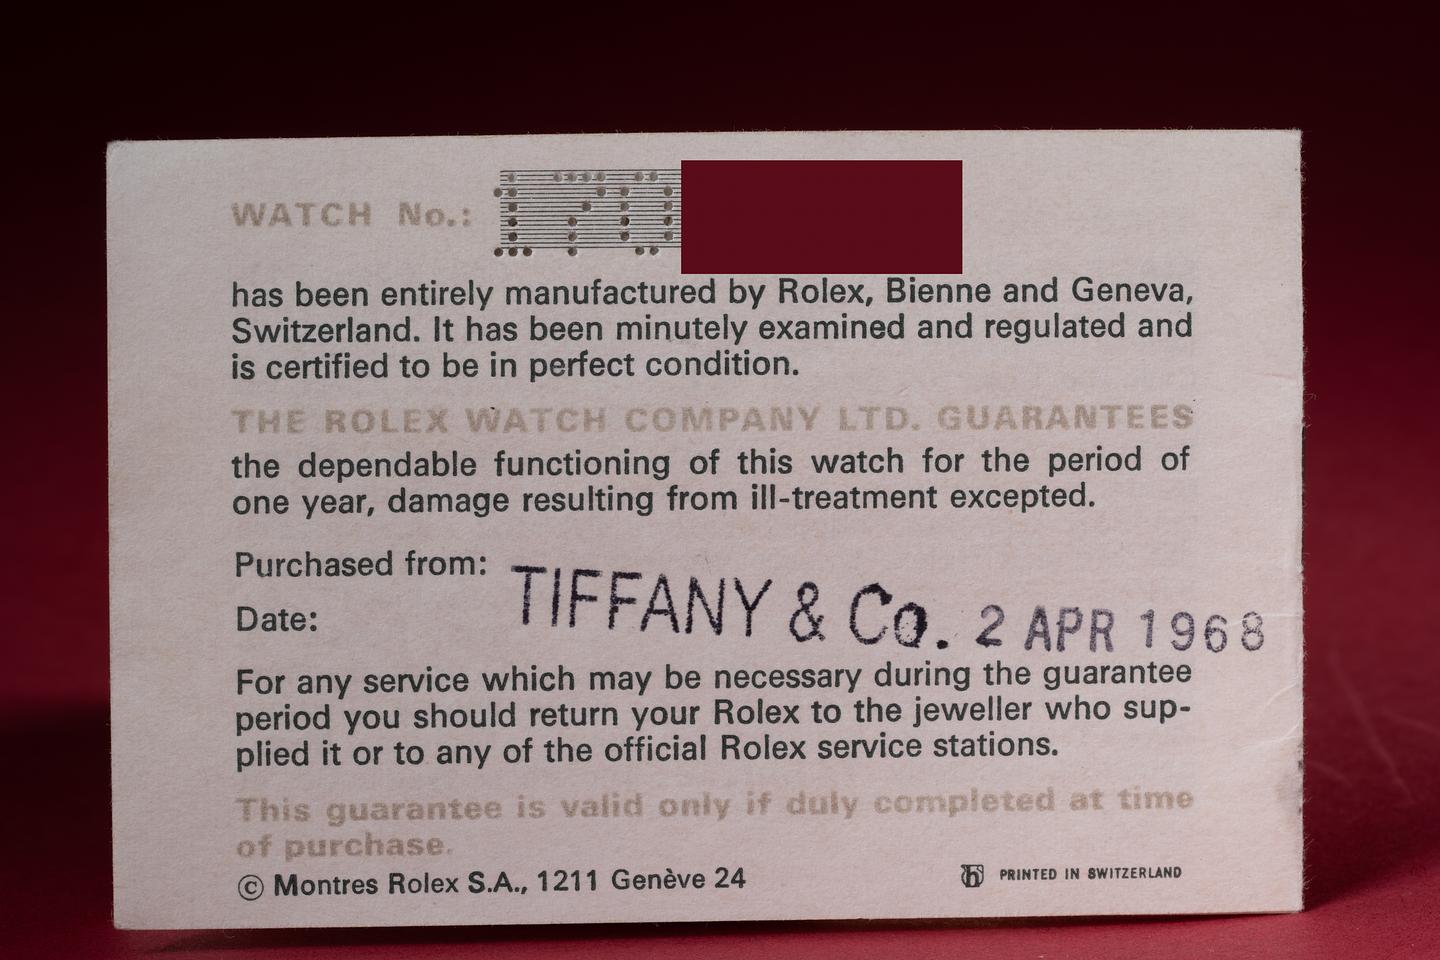 WATCH No.: 170
has been entirely manufactured by Rolex, Bienne and Geneva,
Switzerland. It has been minutely examined and regulated and
is certified to be in perfect condition.
THE ROLEX WATCH COMPANY LTD. GUARANTEES
the dependable functioning of this watch for the period of
one year, damage resulting from ill-treatment excepted.
Purchased from:
TIFFANY & Co. 2 APR 1968
Date:
For any service which may be necessary during the guarantee
period you should return your Rolex to the jeweller who sup-
plied it or to any of the official Rolex service stations.
This guarantee is valid only if duly completed at time
of purchase.
© Montres Rolex S.A., 1211 Genève 24
PRINTED IN SWITZERLAND